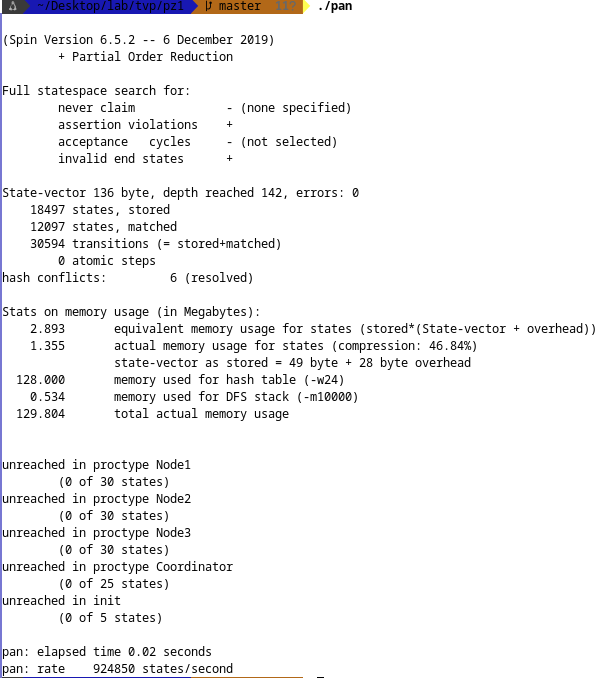 ~/Desktop/lab/tvp/pz1 master 11? ./pan
(Spin Version 6.5.2 -- 6 December 2019)
+ Partial Order Reduction
Full statespace search for:
never claim - (none specified)
assertion violations +
acceptance cycles - (not selected)
invalid end states +
State-vector 136 byte, depth reached 142, errors: 0
18497 states, stored
12097 states, matched
30594 transitions (= stored+matched)
0 atomic steps
hash conflicts: 6 (resolved)
Stats on memory usage (in Megabytes):
2.893 equivalent memory usage for states (stored*(State-vector + overhead))
1.355 actual memory usage for states (compression: 46.84%)
state-vector as stored = 49 byte + 28 byte overhead
128.000 memory used for hash table (-w24)
0.534 memory used for DFS stack (-m10000)
129.804 total actual memory usage
unreached in proctype Node1
(0 of 30 states)
unreached in proctype Node2
(0 of 30 states)
unreached in proctype Node3
(0 of 30 states)
unreached in proctype Coordinator
(0 of 25 states)
unreached in init
(0 of 5 states)
pan: elapsed time 0.02 seconds
pan: rate 924850 states/second